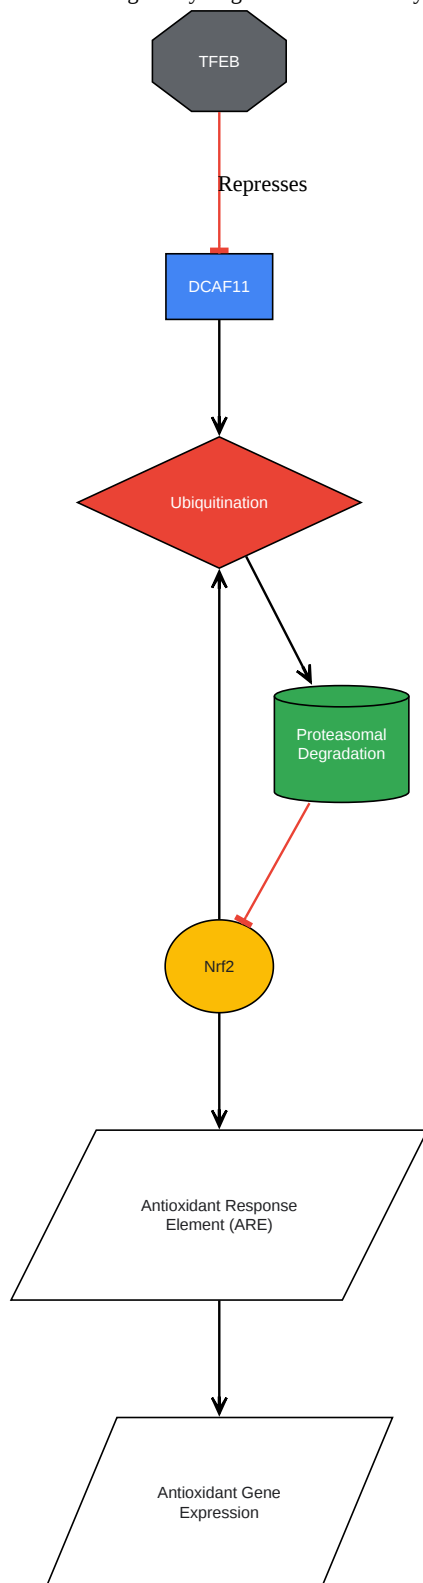 TFEB
Represses
DCAF11
Ubiquitination
Proteasomal
Degradation
Nrf2
Antioxidant Response
Element (ARE)
Antioxidant Gene
Expression